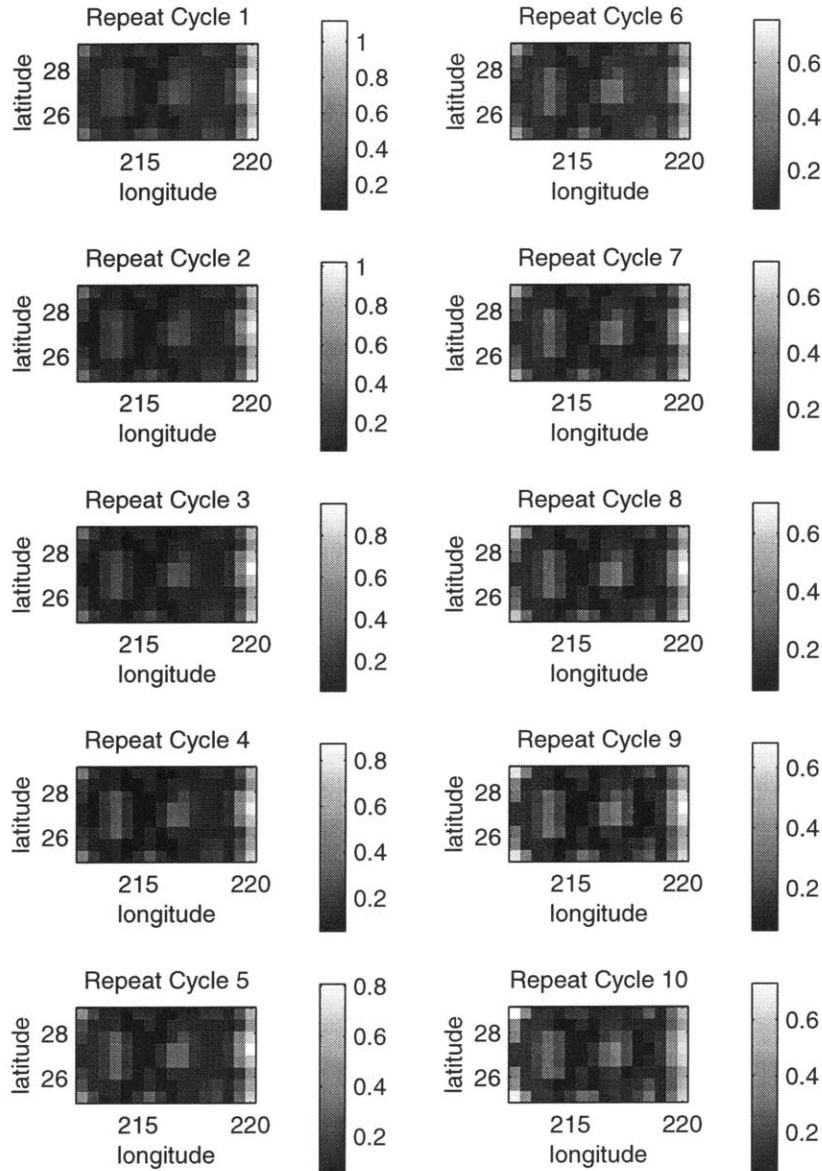 Repeat Cycle 1
latitude
28
26
215
220
longitude
1
0.8
0.6
0.4
0.2
Repeat Cycle 6
latitude
28
26
215
220
longitude
0.6
0.4
0.2
Repeat Cycle 2
latitude
28
26
215
220
longitude
1
0.8
0.6
0.4
0.2
Repeat Cycle 7
latitude
28
26
215
220
longitude
0.6
0.4
0.2
Repeat Cycle 3
latitude
28
26
215
220
longitude
0.8
0.6
0.4
0.2
Repeat Cycle 8
latitude
28
26
215
220
longitude
0.6
0.4
0.2
Repeat Cycle 4
latitude
28
26
215
220
longitude
0.8
0.6
0.4
0.2
Repeat Cycle 9
latitude
28
26
215
220
longitude
0.6
0.4
0.2
Repeat Cycle 5
latitude
28
26
215
220
longitude
0.8
0.6
0.4
0.2
Repeat Cycle 10
latitude
28
26
215
220
longitude
0.6
0.4
0.2